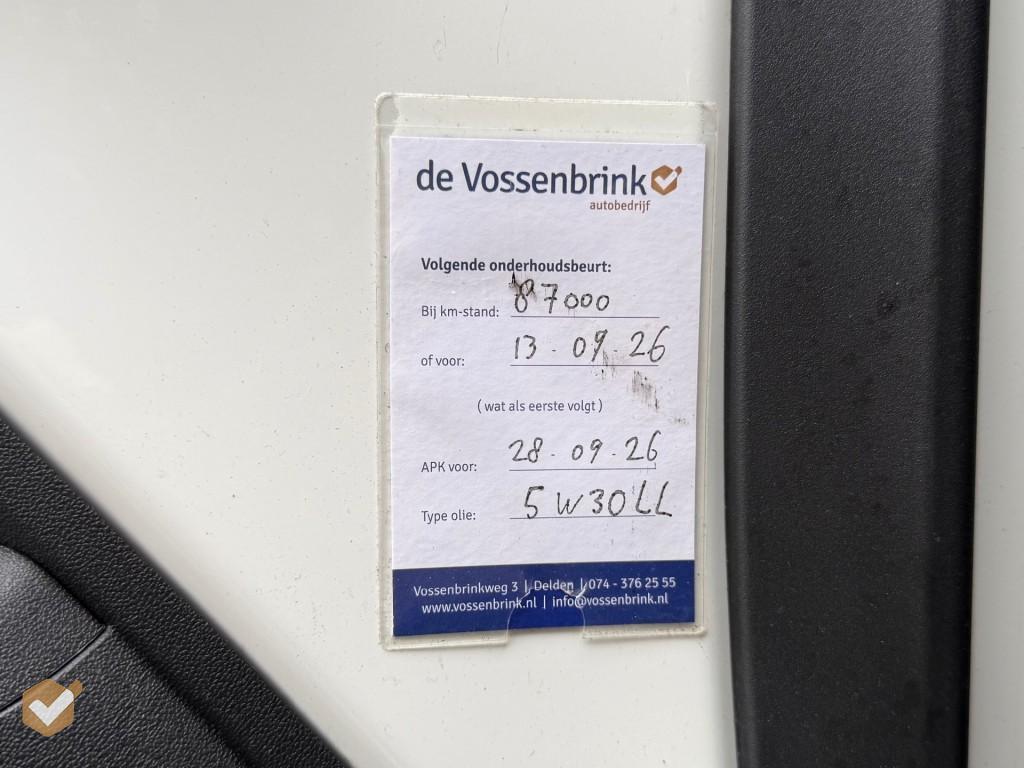 de Vossenbrink
autobedrijf
Volgende onderhoudsbeurt:
Bij km-stand: 87000
of voor: 13-09-26
( wat als eerste volgt )
APK voor: 28-09-26
Type olie: 5W30LL
Vossenbrinkweg 3 | Delden | 074 - 376 25 55
www.vossenbrink.nl | info@vossenbrink.nl